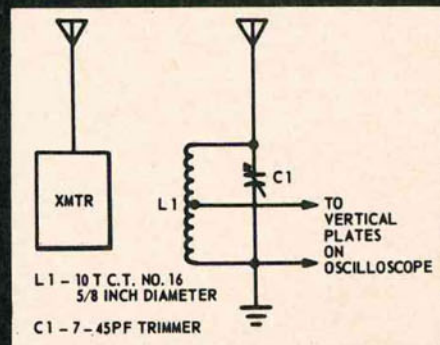 XMTR
L1
C1
TO
VERTICAL
PLATES
ON
OSCILLOSCOPE
L1 – 10 T C.T. NO. 16
5/8 INCH DIAMETER
C1 – 7 – 45PF TRIMMER